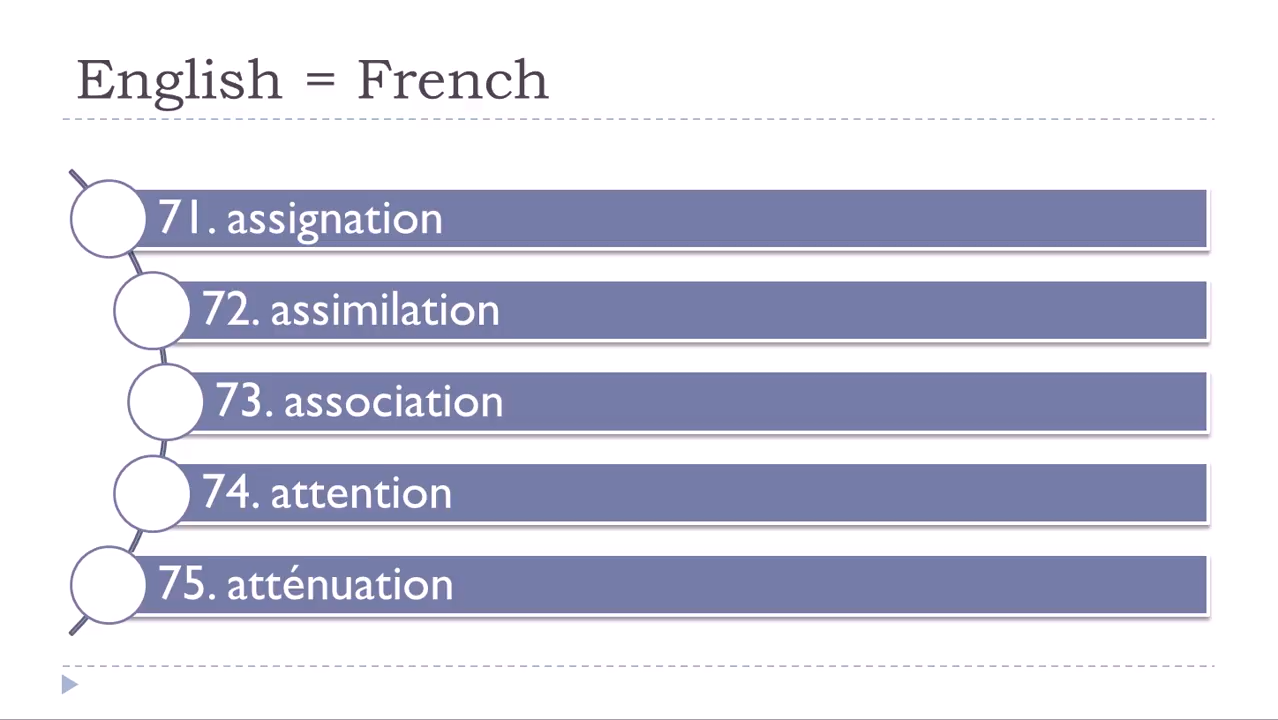 English = French
71. assignation
72. assimilation
73. association
74. attention
75. atténuation